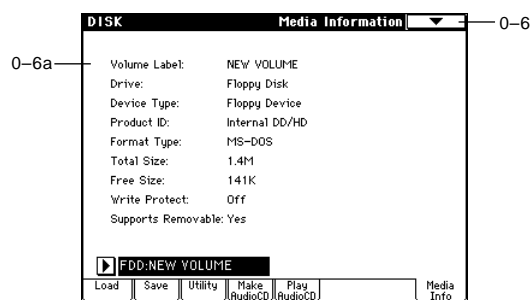 DISK Media Information
0–6
0–6a
Volume Label: NEW VOLUME
Drive: Floppy Disk
Device Type: Floppy Device
Product ID: Internal DD/HD
Format Type: MS-DOS
Total Size: 1.4M
Free Size: 141K
Write Protect: Off
Supports Removable: Yes
FDD:NEW VOLUME
Load Save Utility Make AudioCD Play AudioCD Media Info